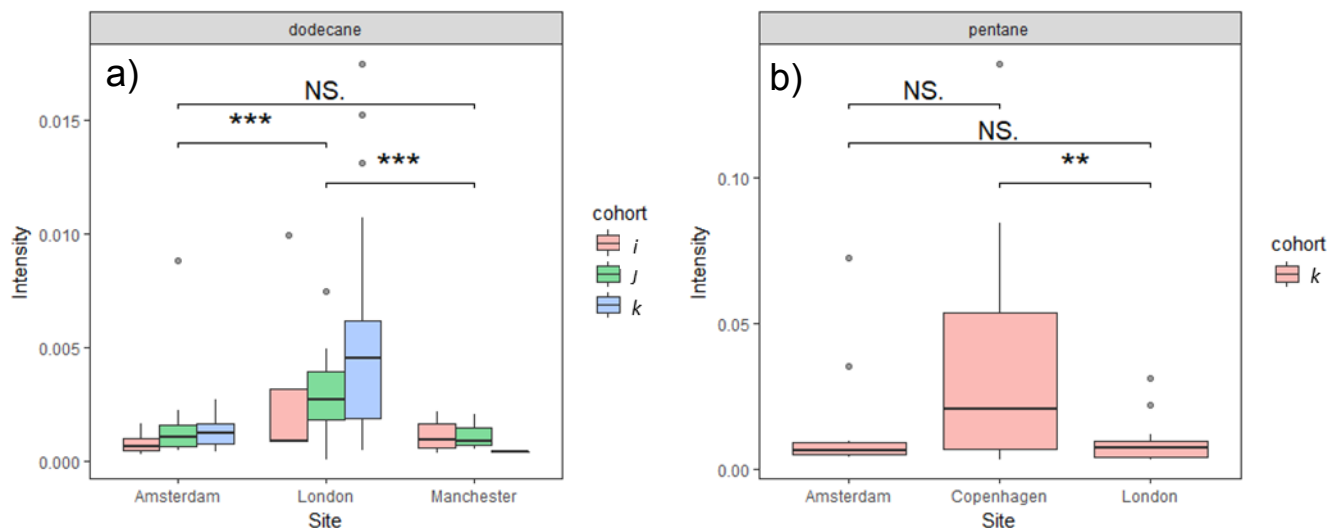 dodecane
a)
NS.
***
***
0.015
0.010
0.005
0.000
Intensity
Amsterdam London Manchester
Site
cohort
i
J
k
pentane
b)
NS.
NS.
**
0.10
0.05
0.00
Intensity
Amsterdam Copenhagen London
Site
cohort
k